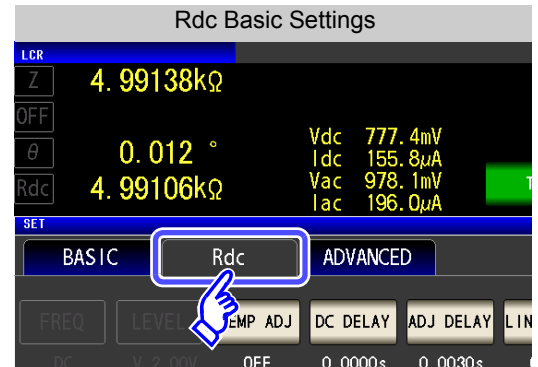 Rdc Basic Settings
LCR
Z 4.99138kΩ
OFF
θ 0.012 ° Vdc 777.4mV
Idc 155.8μA
Rdc 4.99106kΩ Vac 978.1mV
Iac 196.0μA
SET
BASIC Rdc ADVANCED
FREQ LEVEL EMP ADJ DC DELAY ADJ DELAY LIN
DC V 2.00V OFF 0.0000s 0.0030s